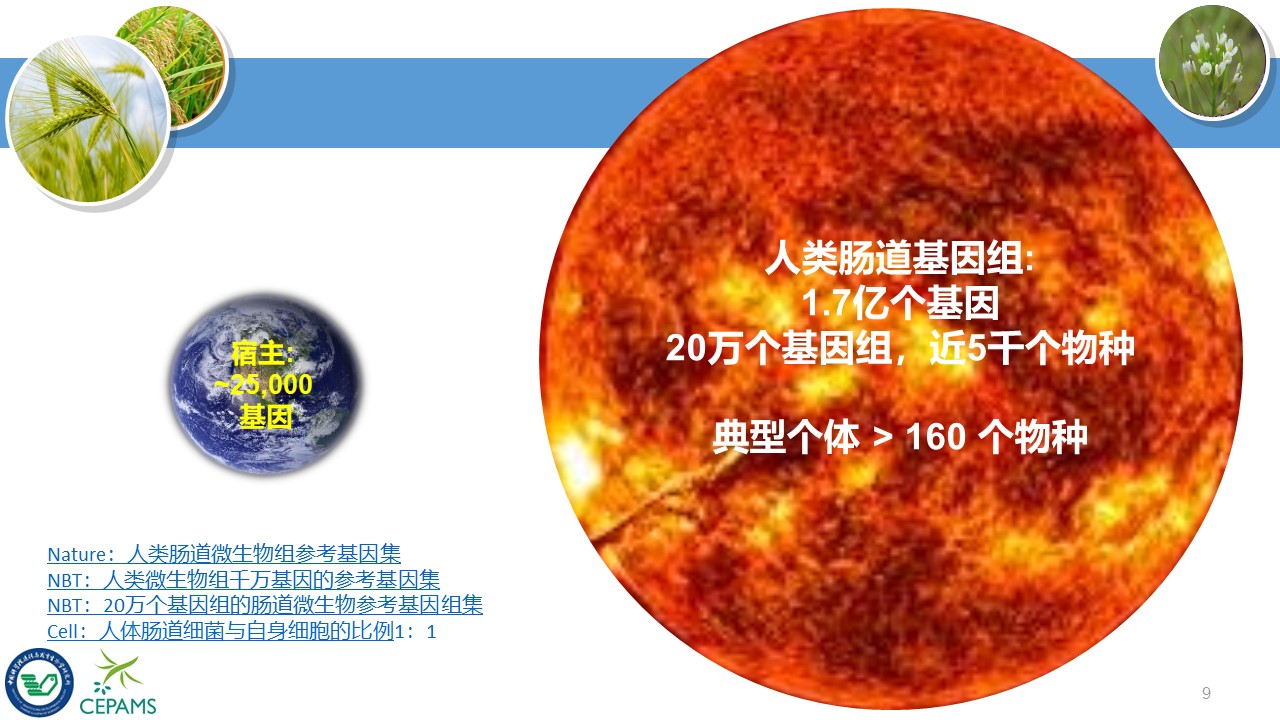 人类肠道基因组:
1.7亿个基因
20万个基因组，近5千个物种
典型个体 > 160 个物种
宿主:
~25,000
基因
Nature：人类肠道微生物组参考基因集
NBT：人类微生物组千万基因的参考基因集
NBT：20万个基因组的肠道微生物参考基因组集
Cell：人体肠道细菌与自身细胞的比例1：1
CEPAMS
9